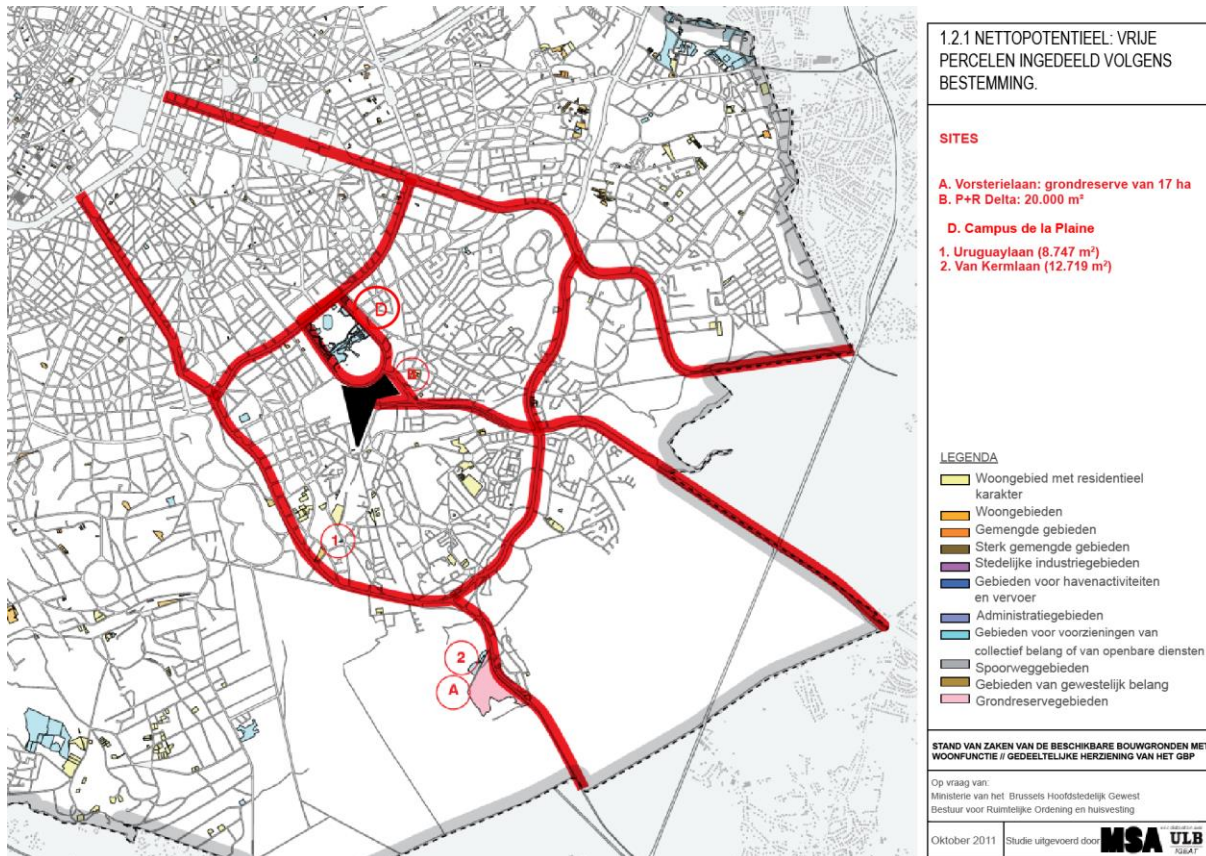 1.2.1 NETTOPOTENTIEEL: VRIJE
PERCELEN INGEDEELD VOLGENS
BESTEMMING.
SITES
A. Vorsterielaan: grondreserve van 17 ha
B. P+R Delta: 20.000 m²
D. Campus de la Plaine
1. Uruguaylaan (8.747 m²)
2. Van Kermlaan (12.719 m²)
D
B
1
2
A
LEGENDA
Woongebied met residentieel
karakter
Woongebieden
Gemengde gebieden
Sterk gemengde gebieden
Stedelijke industriegebieden
Gebieden voor havenactiviteiten
en vervoer
Administratiegebieden
Gebieden voor voorzieningen van
collectief belang of van openbare diensten
Spoorweggebieden
Gebieden van gewestelijk belang
Grondreservegebieden
STAND VAN ZAKEN VAN DE BESCHIKBARE BOUWGRONDEN MET
WOONFUNCTIE // GEDEELTELIJKE HERZIENING VAN HET GBP
Op vraag van:
Ministerie van het Brussels Hoofdstedelijk Gewest
Bestuur voor Ruimtelijke Ordening en huisvesting
Oktober 2011
Studie uitgevoerd door MSA ULB
IGEAT